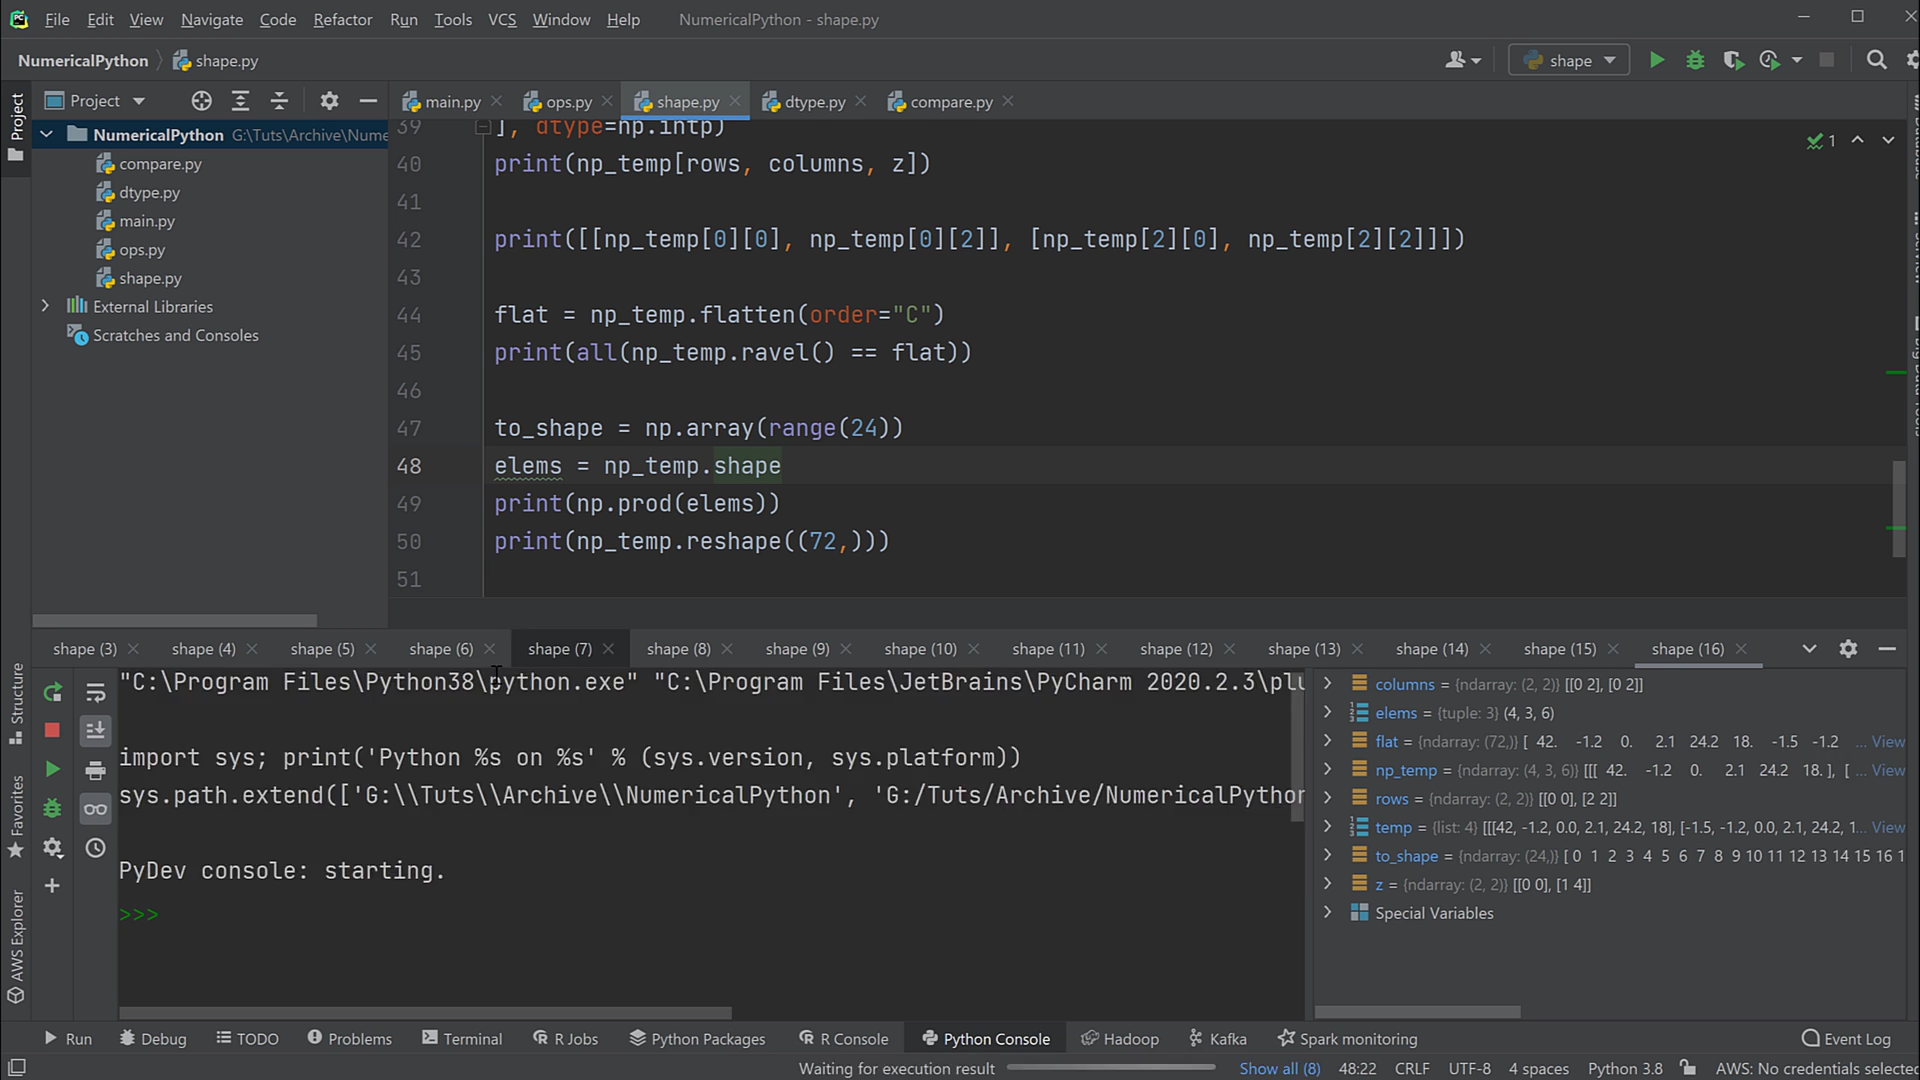 File Edit View Navigate Code Refactor Run Tools VCS Window Help NumericalPython - shape.py
NumericalPython shape.py shape
Project main.py ops.py shape.py dtype.py compare.py
Project
NumericalPython G:\Tuts\Archive\Nume
compare.py
dtype.py
main.py
ops.py
shape.py
External Libraries
Scratches and Consoles
39 ], dtype=np.intp)
40 print(np_temp[rows, columns, z])
41
42 print([[np_temp[0][0], np_temp[0][2]], [np_temp[2][0], np_temp[2][2]]])
43
44 flat = np_temp.flatten(order="C")
45 print(all(np_temp.ravel() == flat))
46
47 to_shape = np.array(range(24))
48 elems = np_temp.shape
49 print(np.prod(elems))
50 print(np_temp.reshape((72,)))
51
1
shape (3) shape (4) shape (5) shape (6) shape (7) shape (8) shape (9) shape (10) shape (11) shape (12) shape (13) shape (14) shape (15) shape (16)
"C:\Program Files\Python38\python.exe" "C:\Program Files\JetBrains\PyCharm 2020.2.3\plu
import sys; print('Python %s on %s' % (sys.version, sys.platform))
sys.path.extend(['G:\\Tuts\\Archive\\NumericalPython', 'G:/Tuts/Archive/NumericalPython
PyDev console: starting.
>>>
columns = {ndarray: (2, 2)} [[0 2], [0 2]]
elems = {tuple: 3} (4, 3, 6)
flat = {ndarray: (72,)} [ 42. -1.2 0. 2.1 24.2 18. -1.5 -1.2 ... View
np_temp = {ndarray: (4, 3, 6)} [[[ 42. -1.2 0. 2.1 24.2 18. ], [ ... View
rows = {ndarray: (2, 2)} [[0 0], [2 2]]
temp = {list: 4} [[[42, -1.2, 0.0, 2.1, 24.2, 18], [-1.5, -1.2, 0.0, 2.1, 24.2, 1... View
to_shape = {ndarray: (24,)} [ 0 1 2 3 4 5 6 7 8 9 10 11 12 13 14 15 16 1
z = {ndarray: (2, 2)} [[0 0], [1 4]]
Special Variables
Structure
Favorites
AWS Explorer
Run Debug TODO Problems Terminal R Jobs Python Packages R Console Python Console Hadoop Kafka Spark monitoring Event Log
Waiting for execution result Show all (8) 48:22 CRLF UTF-8 4 spaces Python 3.8 AWS: No credentials selected